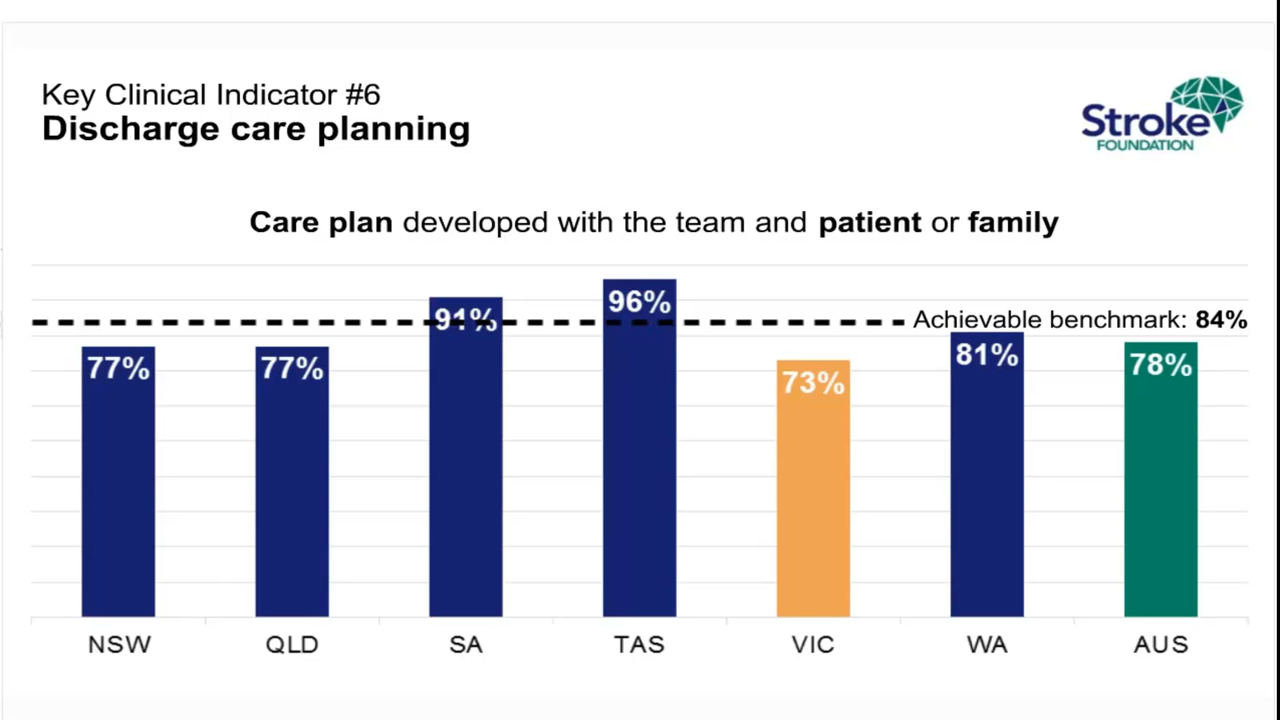 Key Clinical Indicator #6
Discharge care planning
Stroke
FOUNDATION
Care plan developed with the team and patient or family
Achievable benchmark: 84%
77%
77%
91%
96%
73%
81%
78%
NSW
QLD
SA
TAS
VIC
WA
AUS